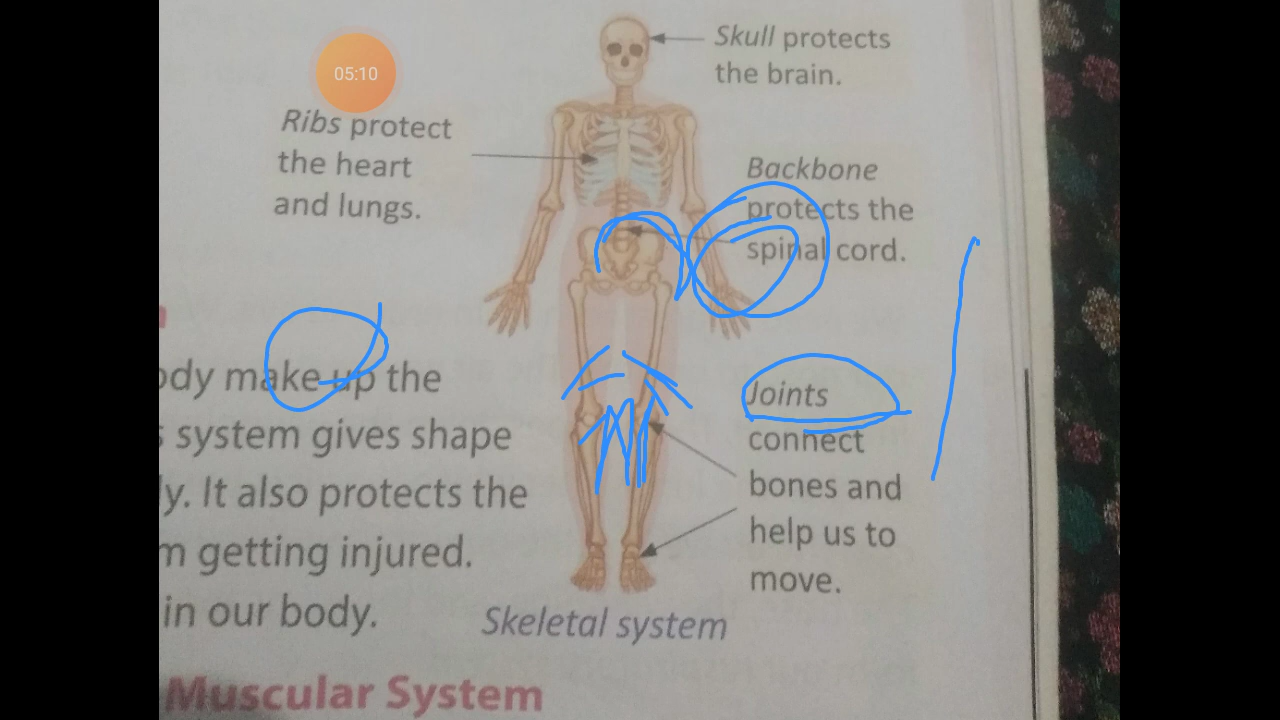 Skull protects
the brain.
05:10
Ribs protect
the heart
and lungs.
Backbone
protects the
spinal cord.
make up the
system gives shape
It also protects the
getting injured.
in our body.
Joints
connect
bones and
help us to
move.
Skeletal system
Muscular System